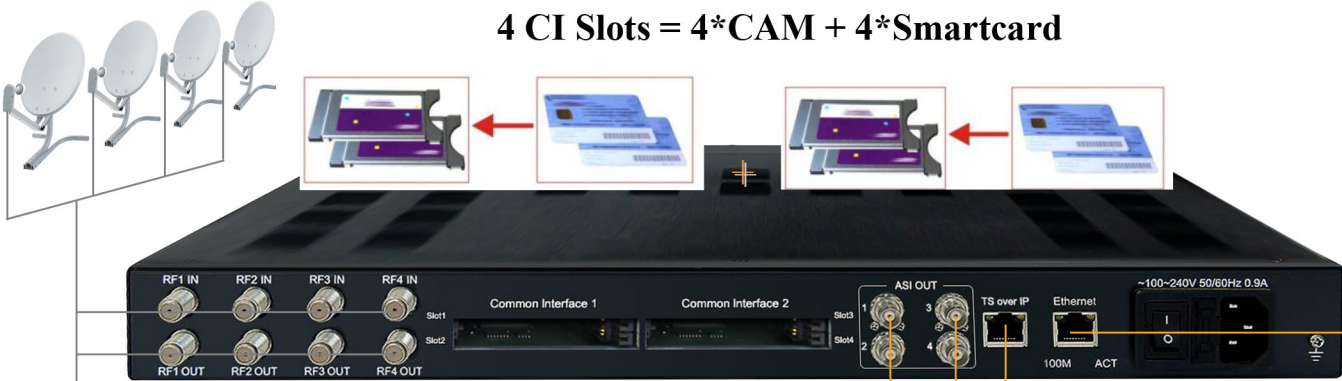 4 CI Slots = 4*CAM + 4*Smartcard
RF1 IN RF2 IN RF3 IN RF4 IN
RF1 OUT RF2 OUT RF3 OUT RF4 OUT
Common Interface 1
Slot1
Slot2
Common Interface 2
Slot3
Slot4
ASI OUT
1 3
2 4
TS over IP
Ethernet
100M ACT
~100~240V 50/60Hz 0.9A
I
O